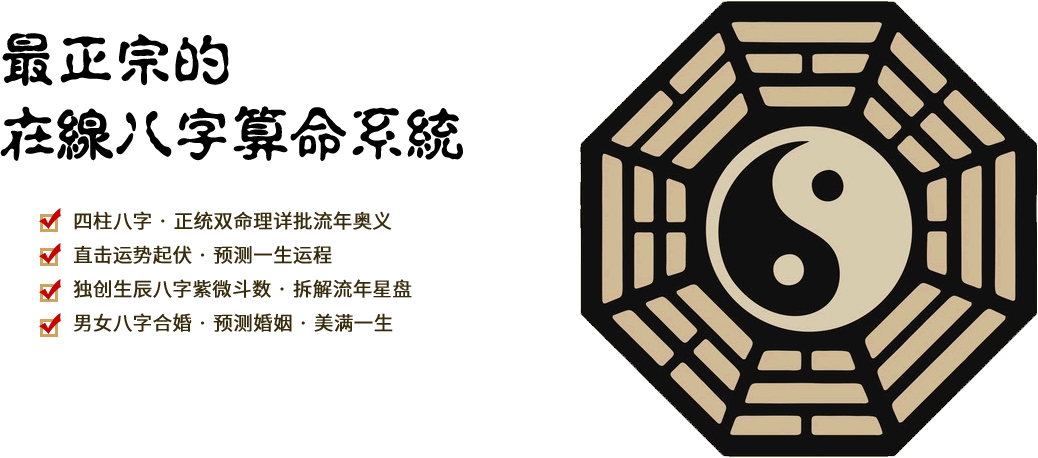 最正宗的
在線八字算命系統
四柱八字 · 正统双命理详批流年奥义
直击运势起伏 · 预测一生运程
独创生辰八字紫微斗数 · 拆解流年星盘
男女八字合婚 · 预测婚姻 · 美满一生